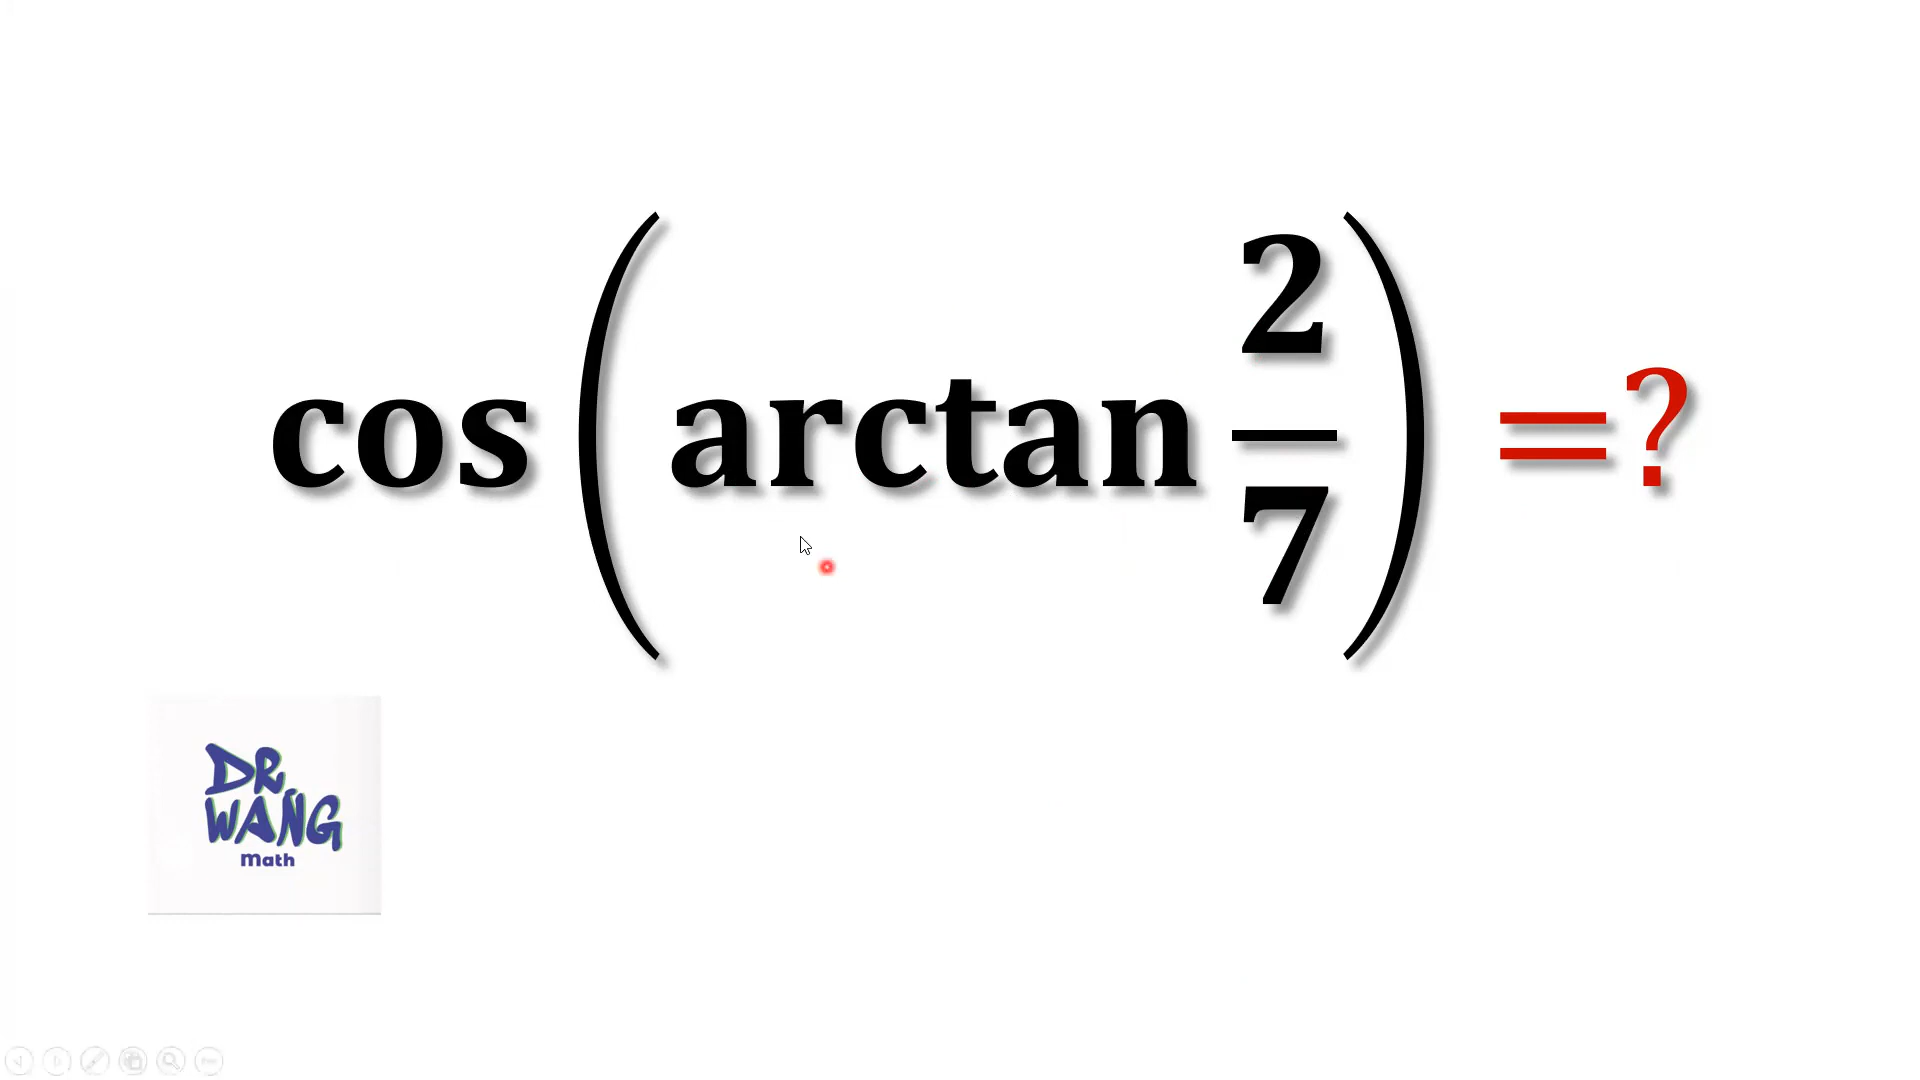 cos ( arctan 2/7 ) =?
DR
WANG
Math